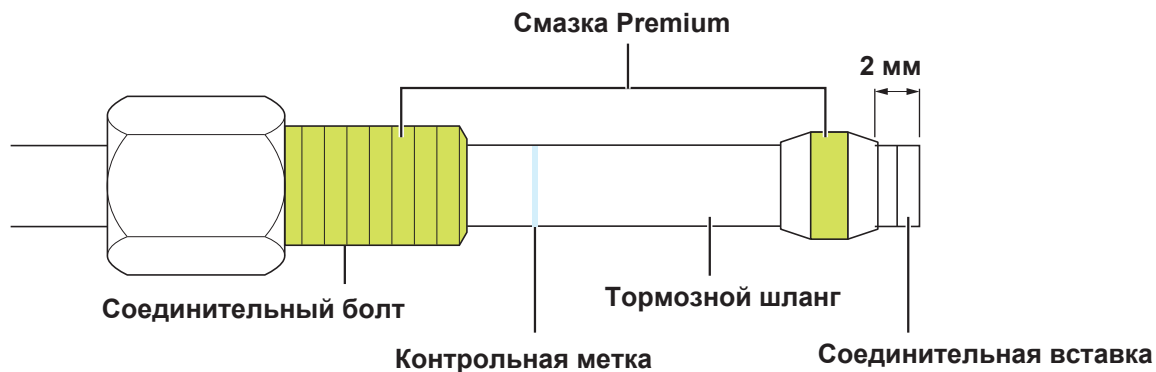 Смазка Premium
2 мм
Соединительный болт
Тормозной шланг
Контрольная метка
Соединительная вставка